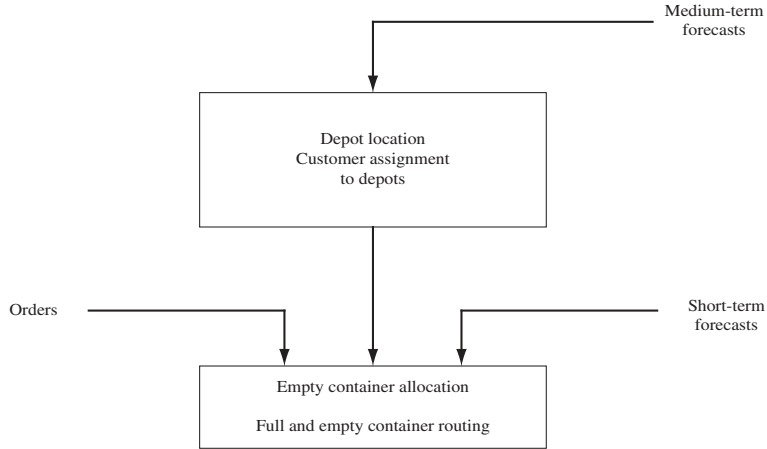 Medium-term
forecasts
Depot location
Customer assignment
to depots
Orders
Short-term
forecasts
Empty container allocation
Full and empty container routing